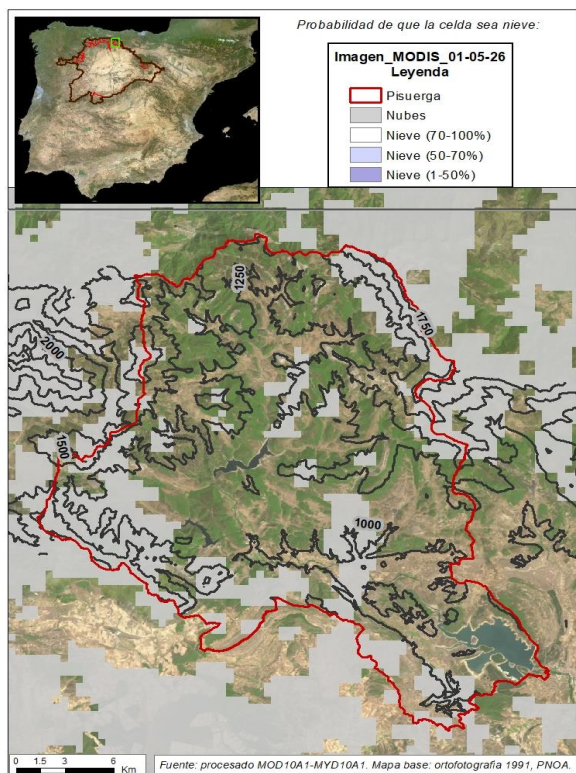 Probabilidad de que la celda sea nieve:
Imagen_MODIS_01-05-26
Leyenda
Pisuerga
Nubes
Nieve (70-100%)
Nieve (50-70%)
Nieve (1-50%)
1250
1750
2000
1500
1000
0 1.5 3 6
Km
Fuente: procesado MOD10A1-MYD10A1. Mapa base: ortofotografia 1991, PNOA.